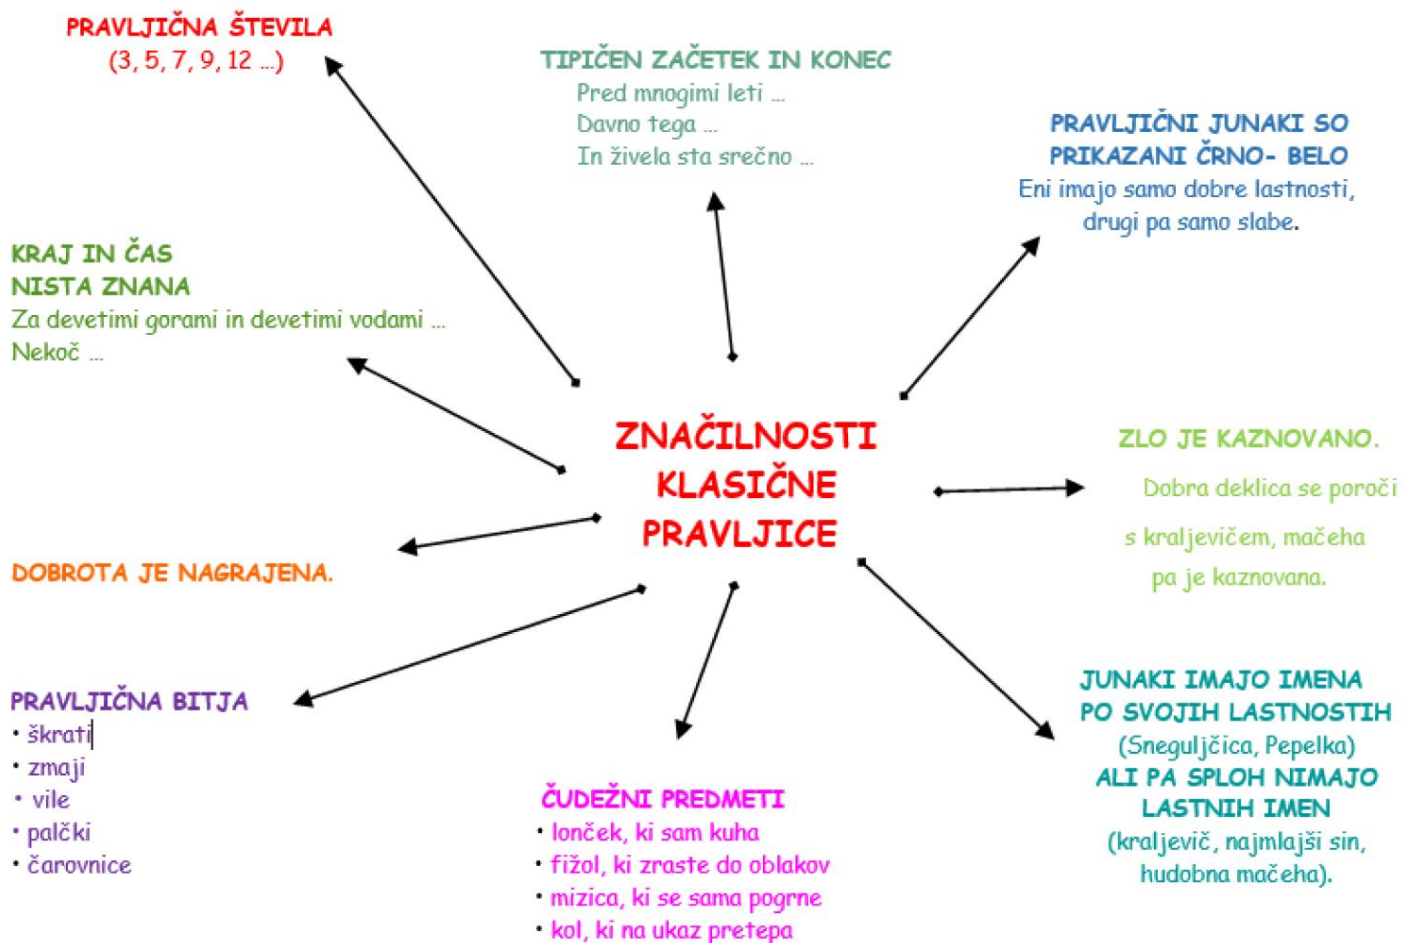 PRAVLJIČNA ŠTEVILA
(3, 5, 7, 9, 12 ...)
TIPIČEN ZAČETEK IN KONEC
Pred mnogimi leti ...
Davno tega ...
In živela sta srečno ...
PRAVLJIČNI JUNAKI SO
PRIKAZANI ČRNO- BELO
Eni imajo samo dobre lastnosti,
drugi pa samo slabe.
KRAJ IN ČAS
NISTA ZNANA
Za devetimi gorami in devetimi vodami ...
Nekoč ...
ZNAČILNOSTI
KLASIČNE
PRAVLJICE
ZLO JE KAZNOVANO.
Dobra deklica se poroči
s kraljevičem, mačeha
pa je kaznovana.
DOBROTA JE NAGRAJENA.
PRAVLJIČNA BITJA
• škrati
• zmaji
• vile
• palčki
• čarovnice
ČUDEŽNI PREDMETI
• lonček, ki sam kuha
• fižol, ki zraste do oblakov
• mizica, ki se sama pogrne
• kol, ki na ukaz pretepa
JUNAKI IMAJO IMENA
PO SVOJIH LASTNOSTIH
(Sneguljčica, Pepelka)
ALI PA SPLOH NIMAJO
LASTNIH IMEN
(kraljevič, najmlajši sin,
hudobna mačeha).